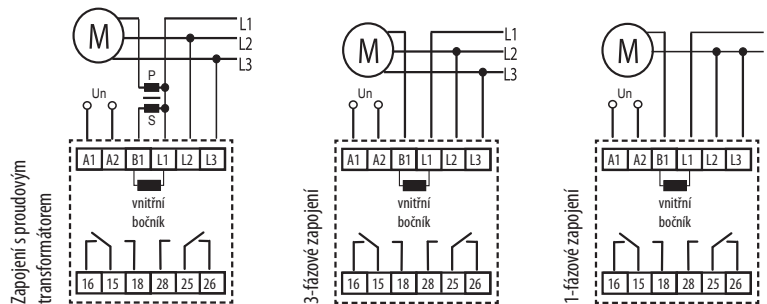 Zapojení s proudovým
transformátorem
M
L1
L2
L3
P
S
Un
A1 A2 B1 L1 L2 L3
vnitřní
bočník
16 15 18 28 25 26
3-fázové zapojení
M
L1
L2
L3
Un
A1 A2 B1 L1 L2 L3
vnitřní
bočník
16 15 18 28 25 26
1-fázové zapojení
M
Un
A1 A2 B1 L1 L2 L3
vnitřní
bočník
16 15 18 28 25 26